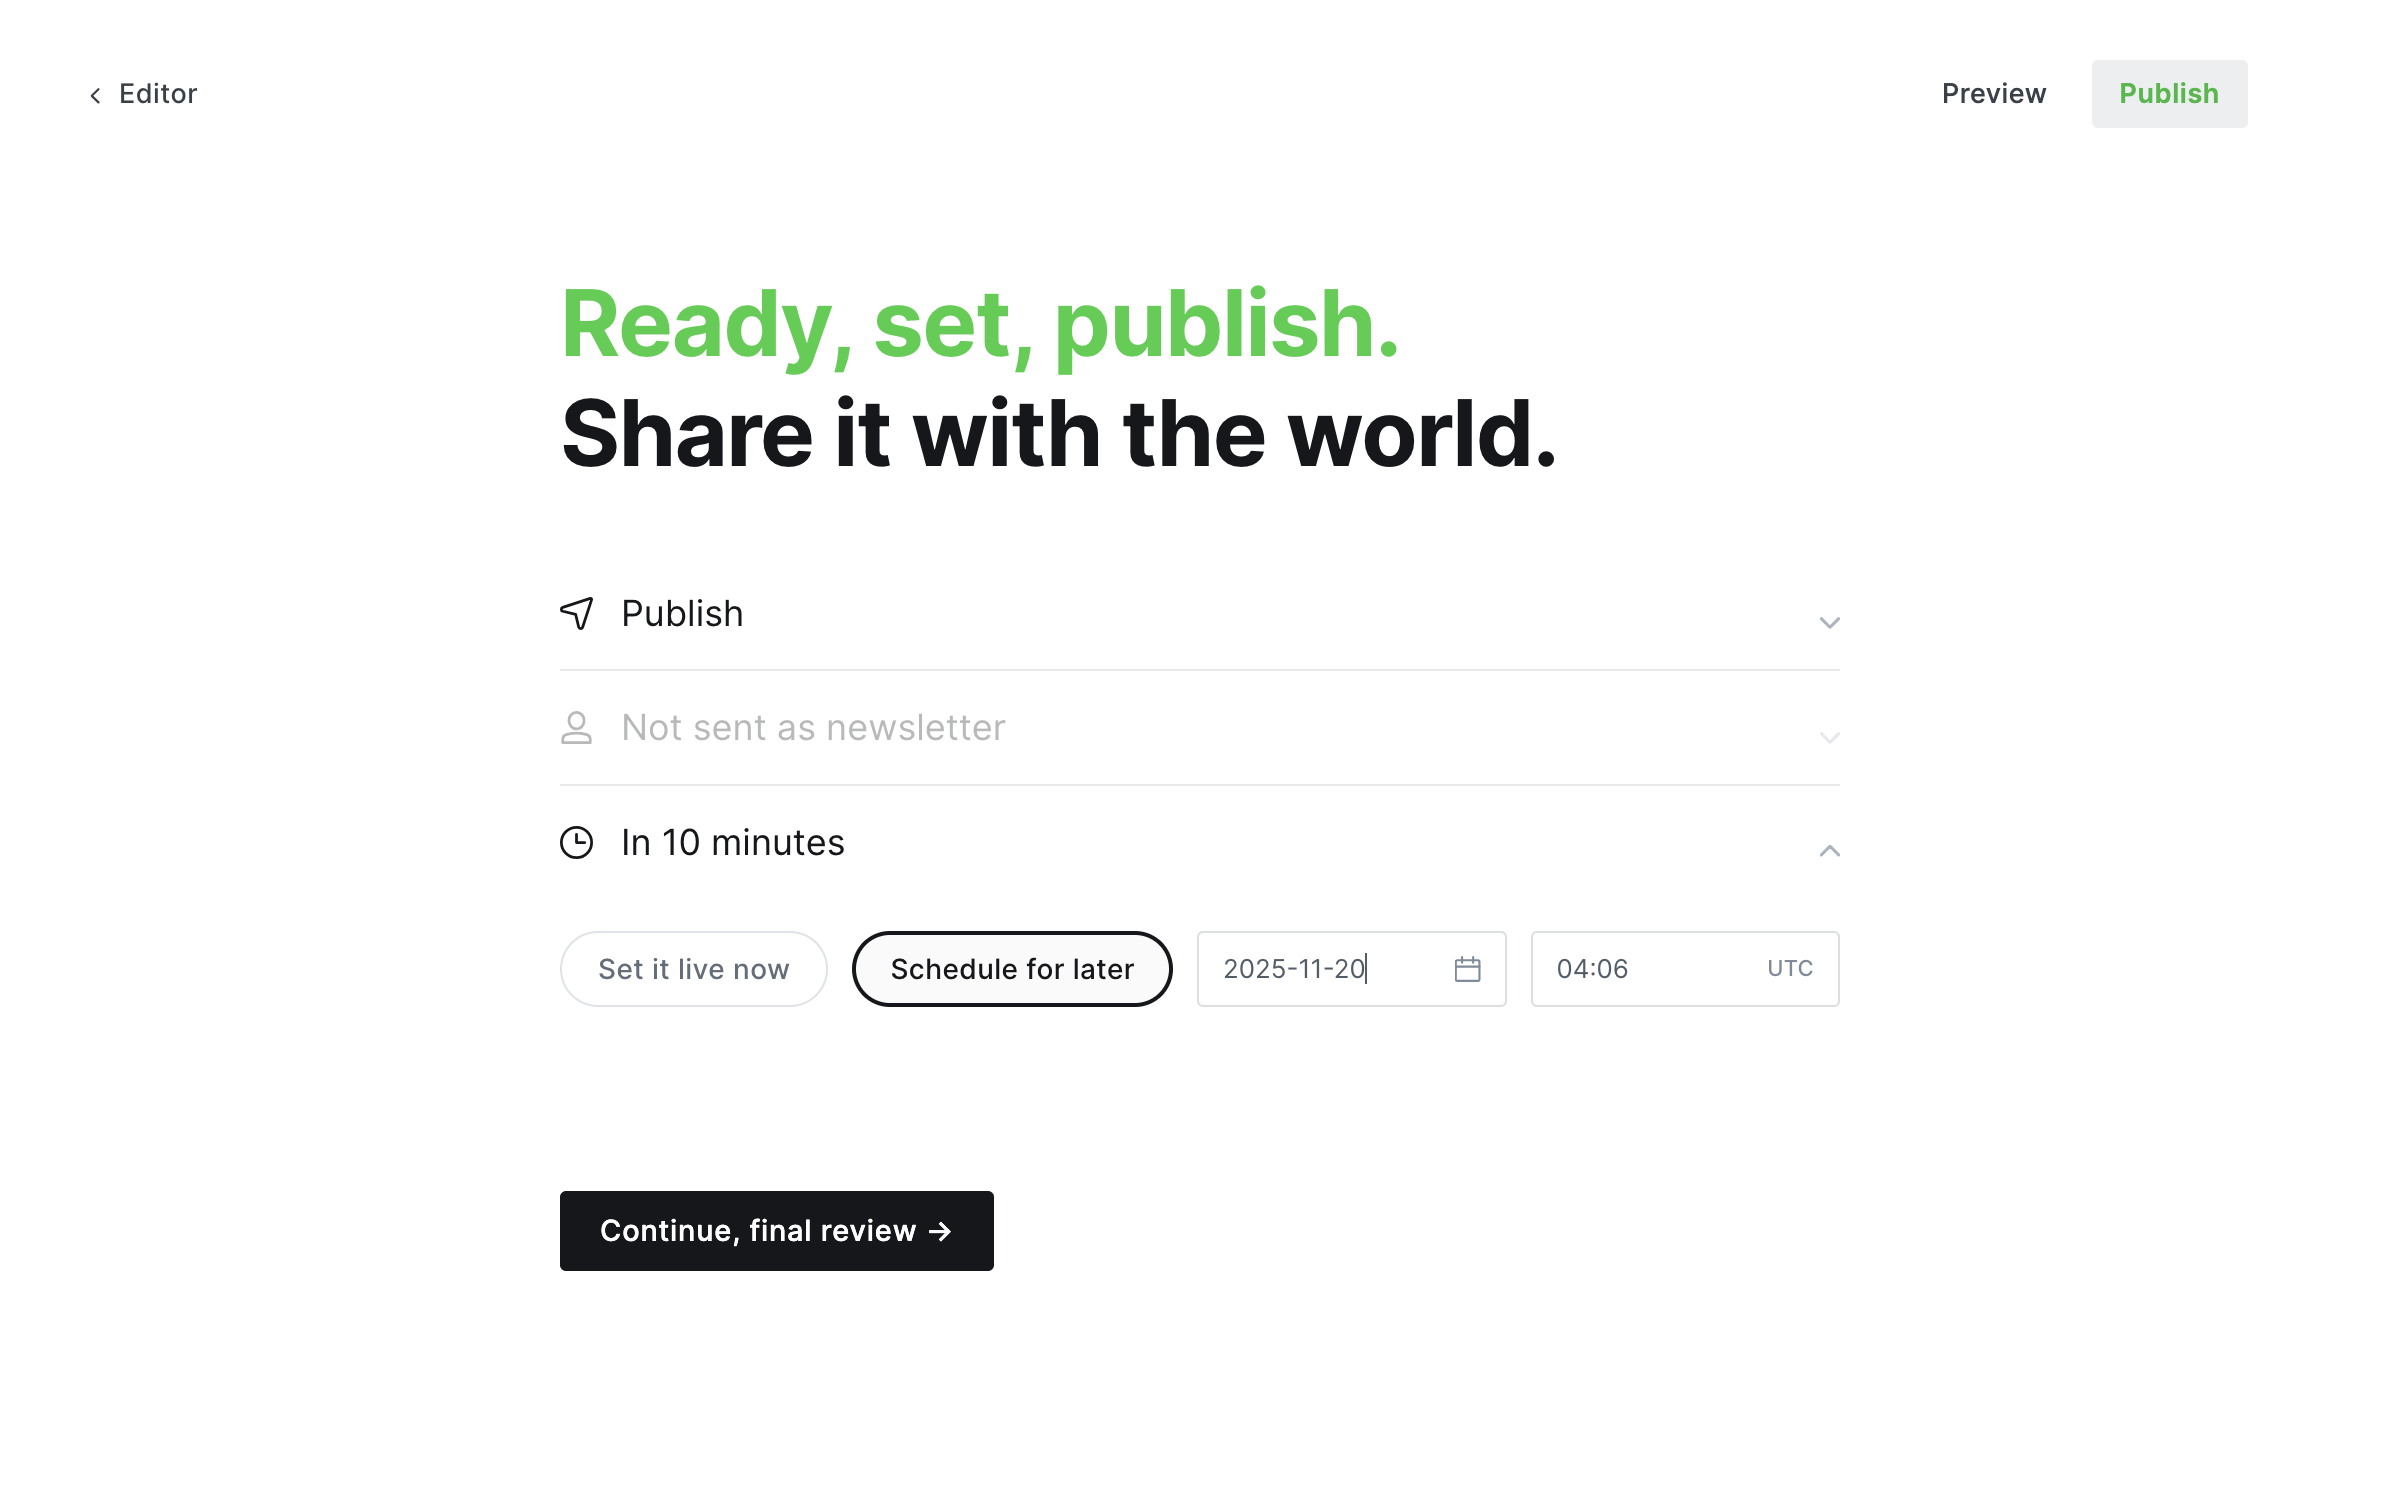 Editor
Preview
Publish
Ready, set, publish.
Share it with the world.
Publish
Not sent as newsletter
In 10 minutes
Set it live now
Schedule for later
2025-11-20
04:06
UTC
Continue, final review →